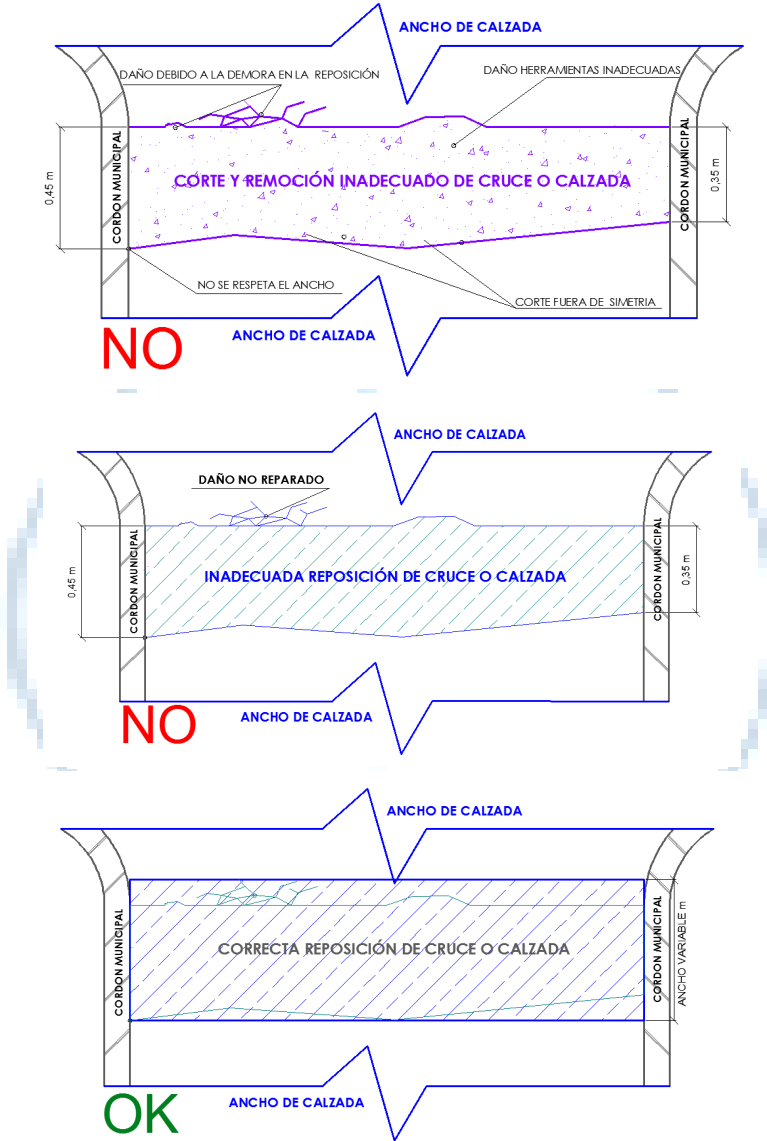 ANCHO DE CALZADA
DAÑO DEBIDO A LA DEMORA EN LA REPOSICIÓN
DAÑO HERRAMIENTAS INADECUADAS
0,45 m
CORDON MUNICIPAL
CORTE Y REMOCIÓN INADECUADO DE CRUCE O CALZADA
CORDON MUNICIPAL
0,35 m
NO SE RESPETA EL ANCHO
CORTE FUERA DE SIMETRIA
NO
ANCHO DE CALZADA
ANCHO DE CALZADA
DAÑO NO REPARADO
0,45 m
CORDON MUNICIPAL
INADECUADA REPOSICIÓN DE CRUCE O CALZADA
CORDON MUNICIPAL
0,35 m
NO
ANCHO DE CALZADA
ANCHO DE CALZADA
CORDON MUNICIPAL
CORRECTA REPOSICIÓN DE CRUCE O CALZADA
CORDON MUNICIPAL
ANCHO VARIABLE m
OK
ANCHO DE CALZADA